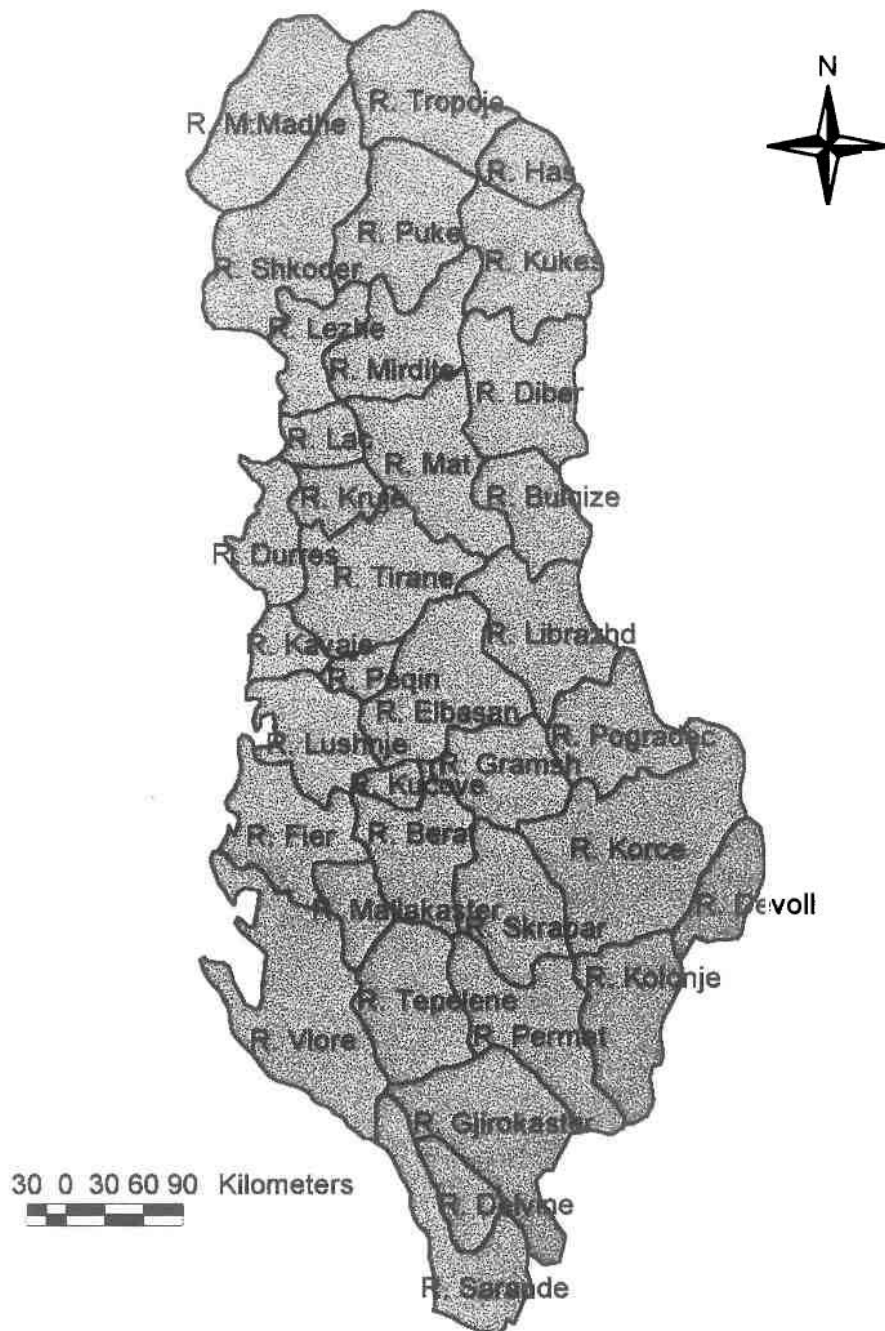 N
R. Tropoje
R. M.Madhe
R. Has
R. Puke
R. Kukes
R. Shkoder
R. Lezhe
R. Mirdite
R. Diber
R. Lac
R. Mat
R. Kruje
R. Bulqize
R. Durres
R. Tirane
R. Librazhd
R. Kavaje
R. Peqin
R. Elbasan
R. Lushnje
R. Pogradec
R. Gramsh
R. Kucove
R. Fier
R. Berat
R. Korce
R. Devoll
R. Mallakaster
R. Skrapar
R. Kolonje
R. Tepelene
R. Vlore
R. Permet
R. Gjirokaster
30 0 30 60 90 Kilometers
R. Delvine
R. Sarande